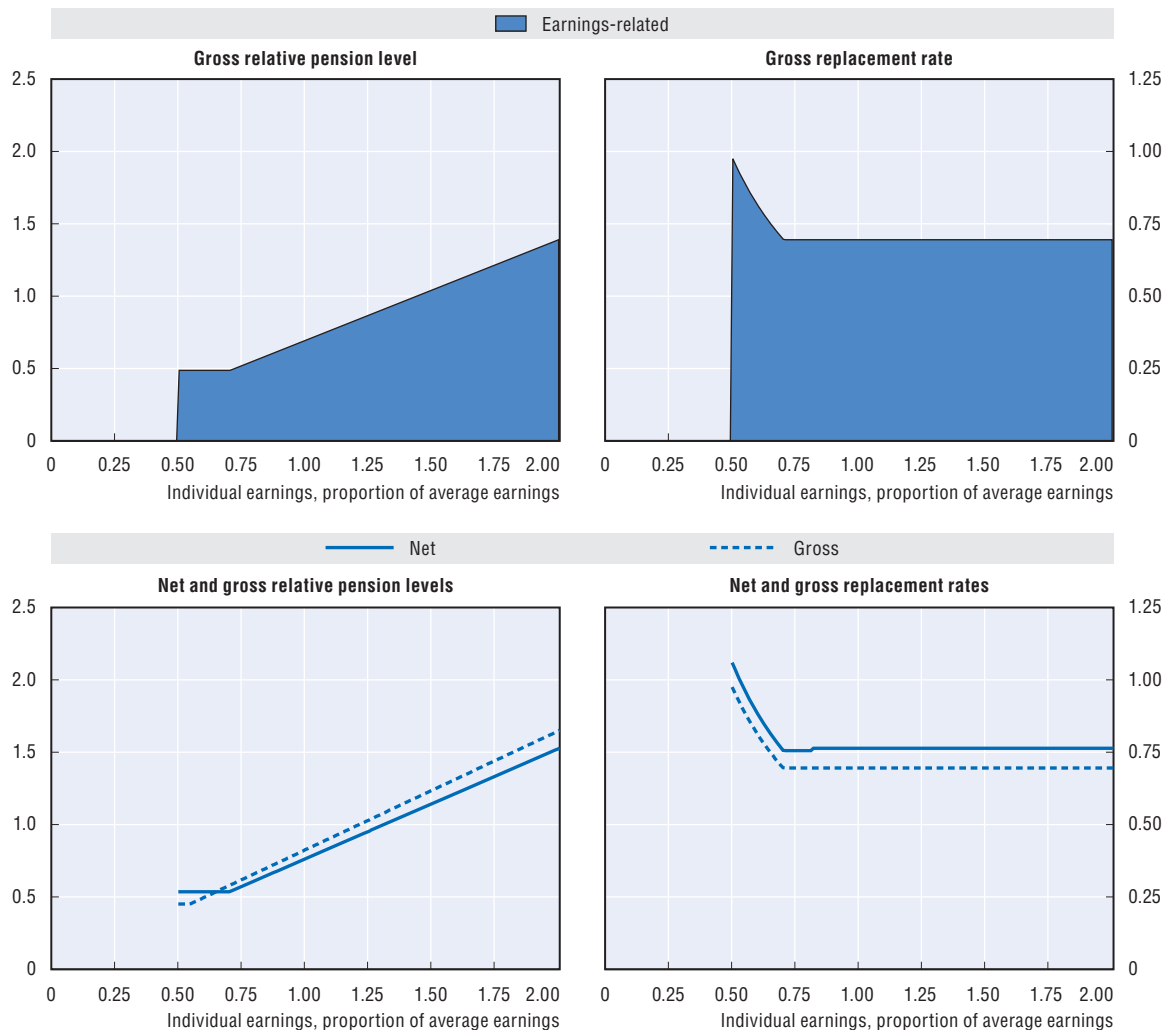 Earnings-related
Gross relative pension level
Gross replacement rate
2.5
2.0
1.5
1.0
0.5
0
1.25
1.00
0.75
0.50
0.25
0
0 0.25 0.50 0.75 1.00 1.25 1.50 1.75 2.00
Individual earnings, proportion of average earnings
0 0.25 0.50 0.75 1.00 1.25 1.50 1.75 2.00
Individual earnings, proportion of average earnings
Net Gross
Net and gross relative pension levels
Net and gross replacement rates
2.5
2.0
1.5
1.0
0.5
0
1.25
1.00
0.75
0.50
0.25
0
0 0.25 0.50 0.75 1.00 1.25 1.50 1.75 2.00
Individual earnings, proportion of average earnings
0 0.25 0.50 0.75 1.00 1.25 1.50 1.75 2.00
Individual earnings, proportion of average earnings